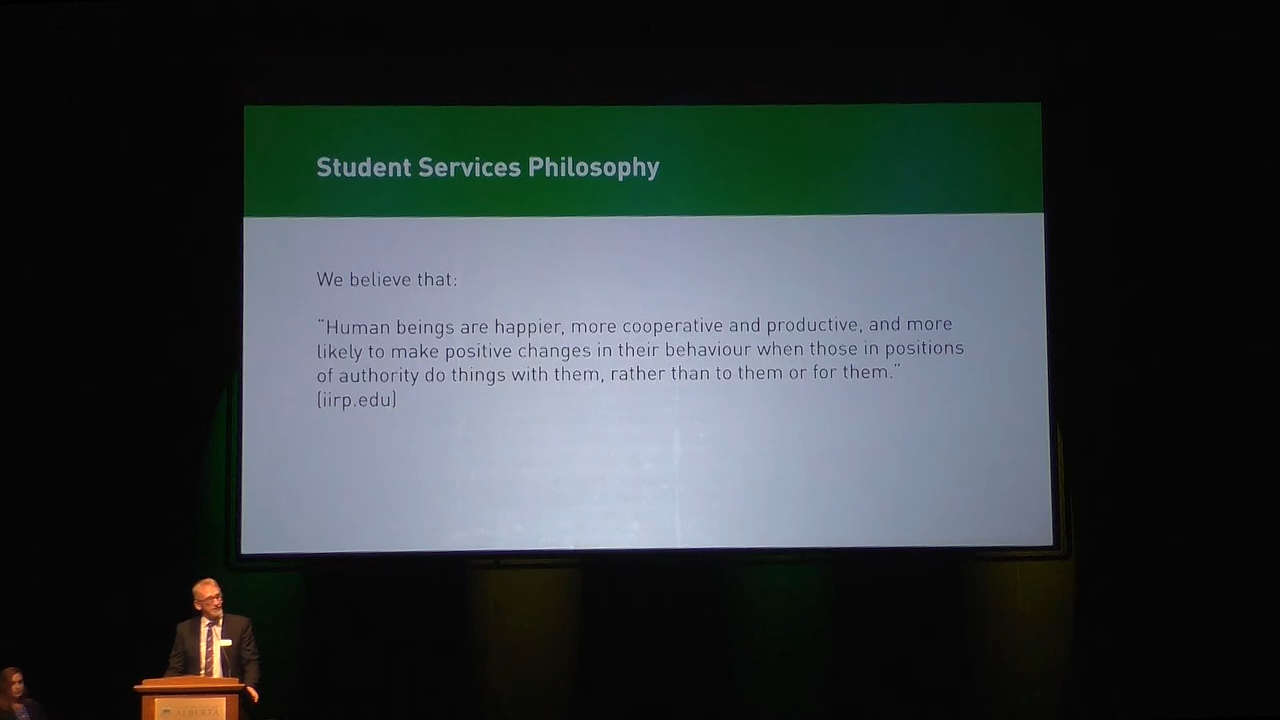 Student Services Philosophy
We believe that:
“Human beings are happier, more cooperative and productive, and more
likely to make positive changes in their behaviour when those in positions
of authority do things with them, rather than to them or for them.”
(iirp.edu)
ALBERTA